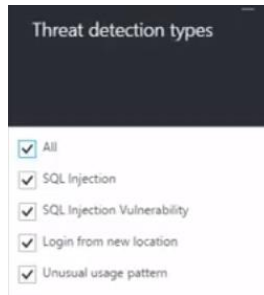 Threat detection types
All
SQL Injection
SQL Injection Vulnerability
Login from new location
Unusual usage pattern